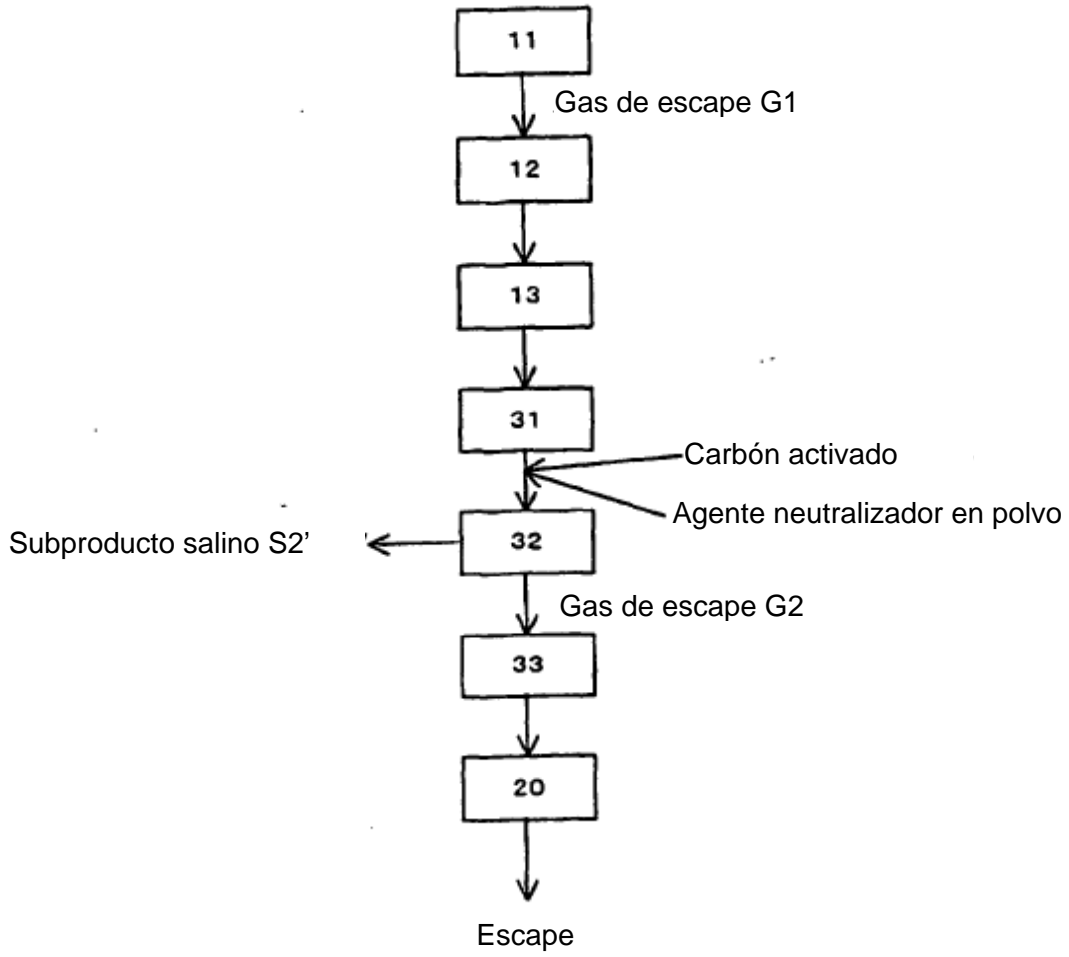 11
Gas de escape G1
12
13
31
Carbón activado
Agente neutralizador en polvo
Subproducto salino S2’
32
Gas de escape G2
33
20
Escape